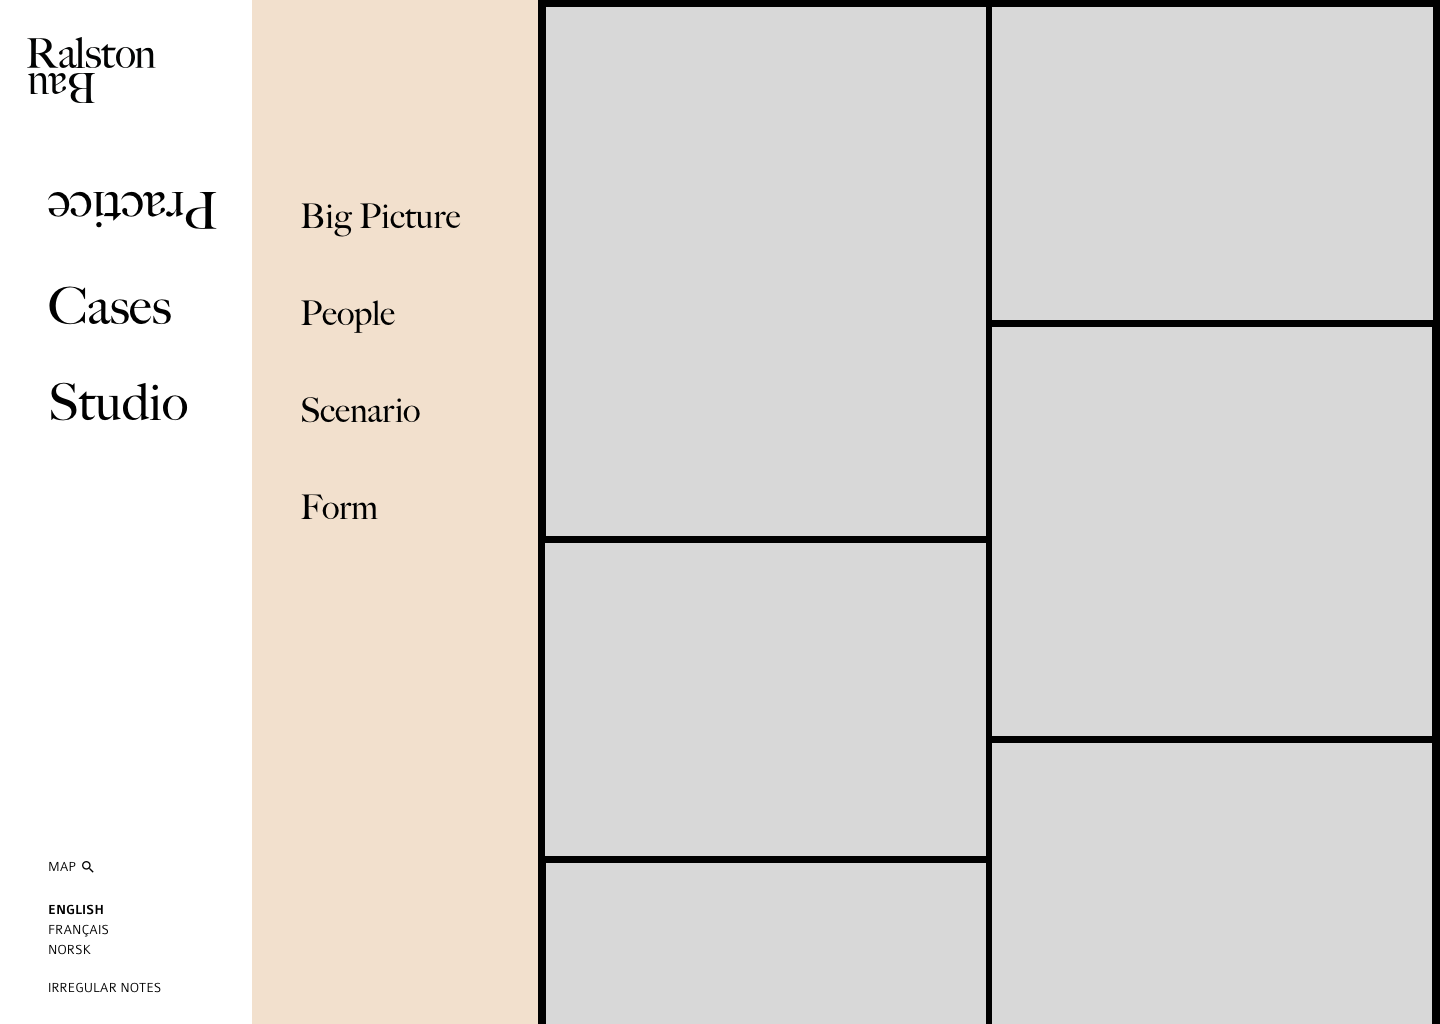 Ralston
Bau
Practice
Cases
Studio
Big Picture
People
Scenario
Form
MAP
ENGLISH
FRANÇAIS
NORSK
IRREGULAR NOTES